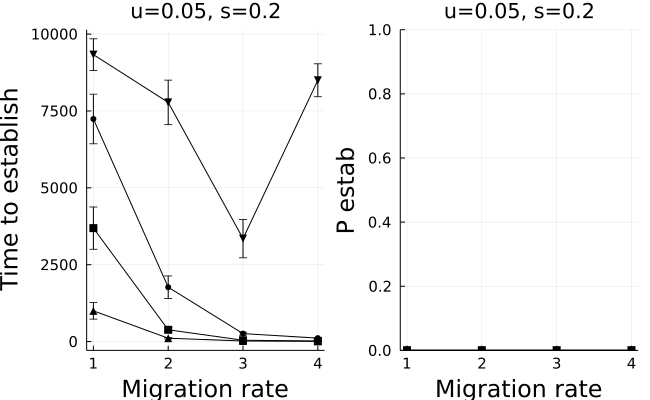 u=0.05, s=0.2
Time to establish
10000
7500
5000
2500
0
1 2 3 4
Migration rate
u=0.05, s=0.2
P estab
1.0
0.8
0.6
0.4
0.2
0.0
1 2 3 4
Migration rate